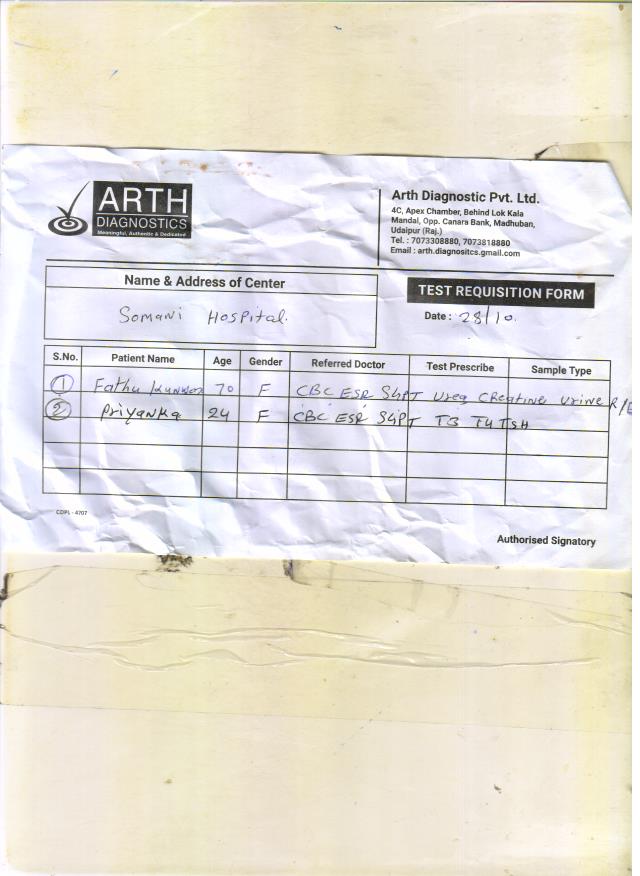 ARTH
DIAGNOSTICS
Meaningful, Authentic & Dedicated
Arth Diagnostic Pvt. Ltd.
4C, Apex Chamber, Behind Lok Kala
Mandal, Opp. Canara Bank, Madhuban,
Udaipur (Raj.)
Tel. : 7073308880, 7073818880
Email : arth.diagnositcs.gmail.com
Name & Address of Center
TEST REQUISITION FORM
Somani Hospital.
Date : 28/10.
S.No. Patient Name Age Gender Referred Doctor Test Prescribe Sample Type
1 Fathu Kunwar 70 F CBC ESR SGPT Urea Creatine Urine R/E
2 Priyanka 24 F CBC ESR SGPT T3 T4 TSH
CDPL - 4707
Authorised Signatory